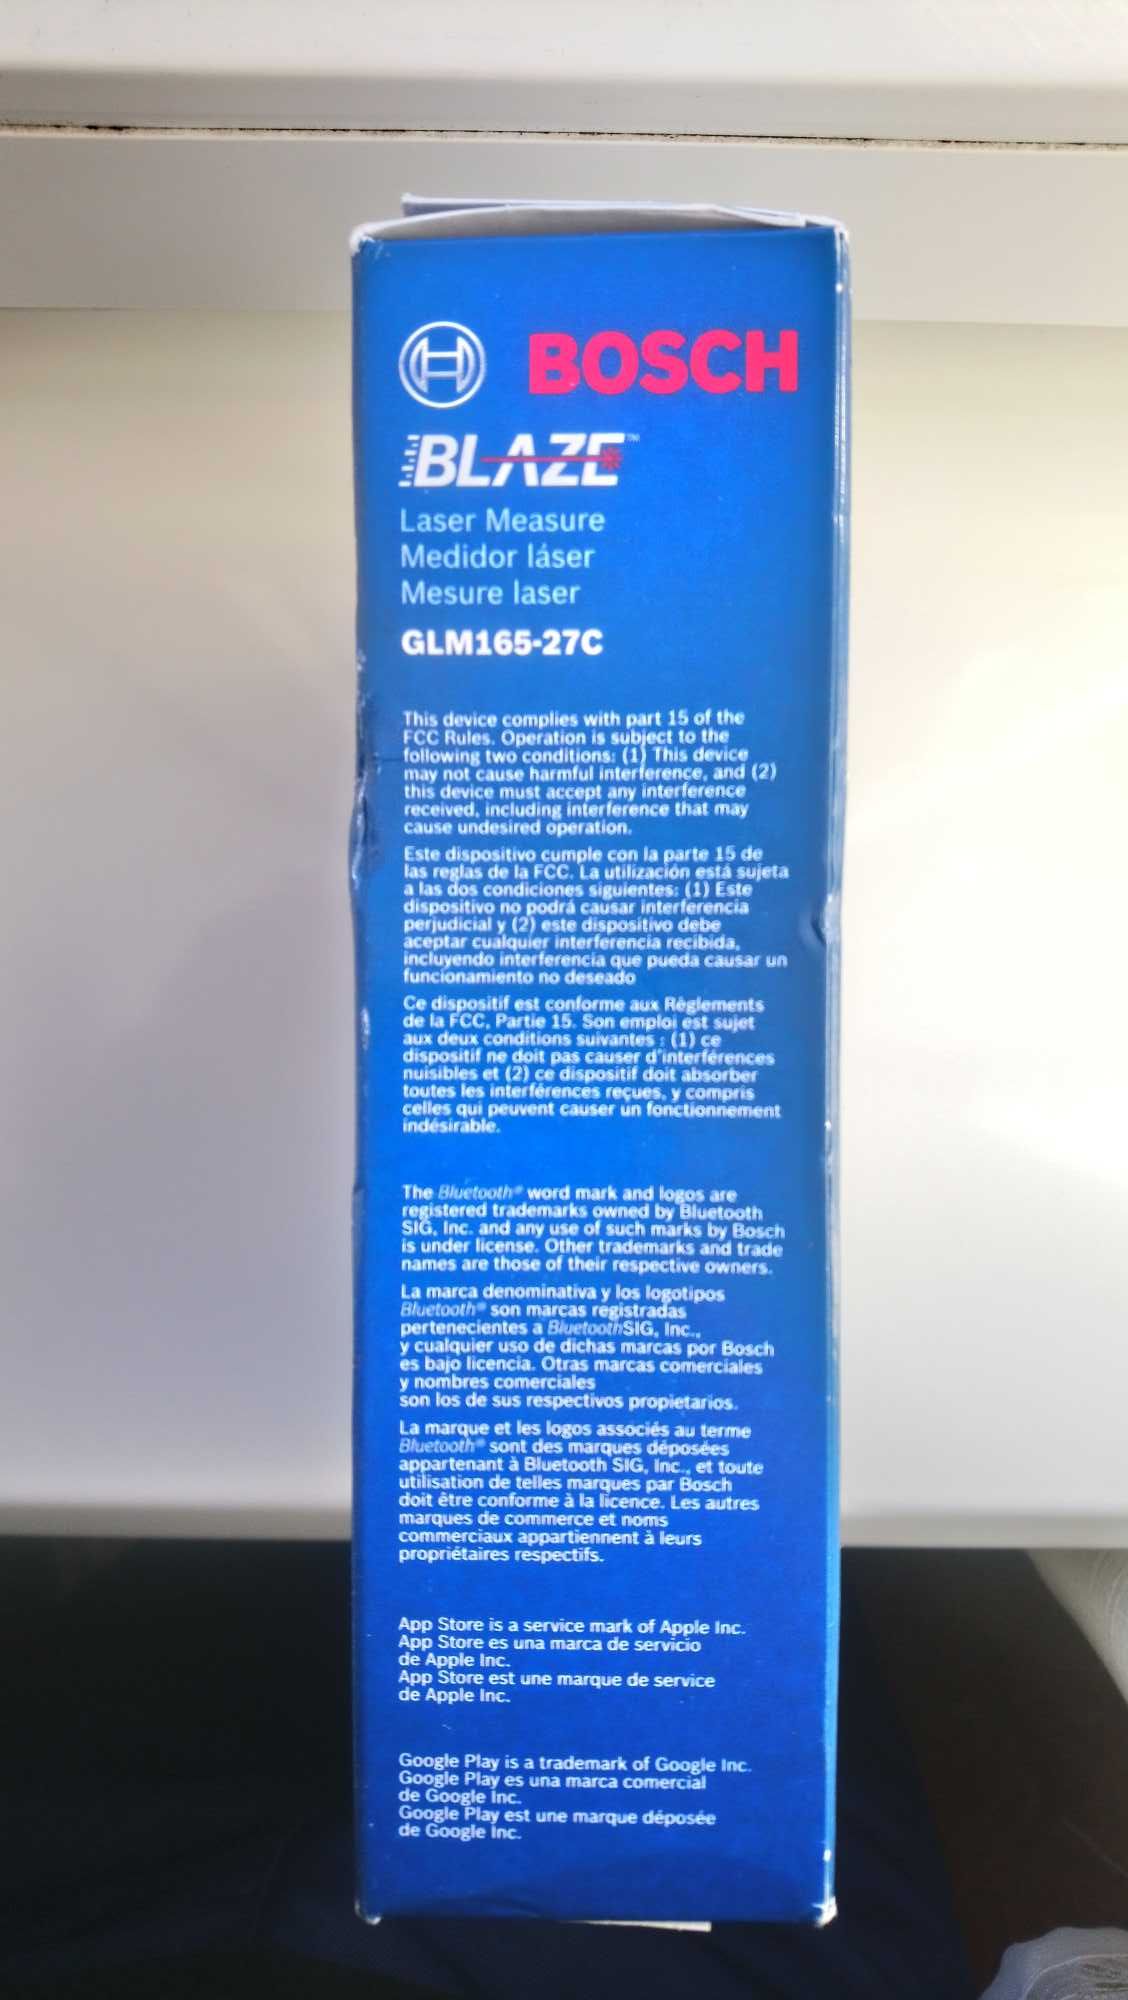 BOSCH
BLAZE™
Laser Measure
Medidor láser
Mesure laser
GLM165-27C
This device complies with part 15 of the
FCC Rules. Operation is subject to the
following two conditions: (1) This device
may not cause harmful interference, and (2)
this device must accept any interference
received, including interference that may
cause undesired operation.
Este dispositivo cumple con la parte 15 de
las reglas de la FCC. La utilización está sujeta
a las dos condiciones siguientes: (1) Este
dispositivo no podrá causar interferencia
perjudicial y (2) este dispositivo debe
aceptar cualquier interferencia recibida,
incluyendo interferencia que pueda causar un
funcionamiento no deseado
Ce dispositif est conforme aux Règlements
de la FCC, Partie 15. Son emploi est sujet
aux deux conditions suivantes : (1) ce
dispositif ne doit pas causer d'interférences
nuisibles et (2) ce dispositif doit absorber
toutes les interférences reçues, y compris
celles qui peuvent causer un fonctionnement
indésirable.
The Bluetooth® word mark and logos are
registered trademarks owned by Bluetooth
SIG, Inc. and any use of such marks by Bosch
is under license. Other trademarks and trade
names are those of their respective owners.
La marca denominativa y los logotipos
Bluetooth® son marcas registradas
pertenecientes a BluetoothSIG, Inc.,
y cualquier uso de dichas marcas por Bosch
es bajo licencia. Otras marcas comerciales
y nombres comerciales
son los de sus respectivos propietarios.
La marque et les logos associés au terme
Bluetooth® sont des marques déposées
appartenant à Bluetooth SIG, Inc., et toute
utilisation de telles marques par Bosch
doit être conforme à la licence. Les autres
marques de commerce et noms
commerciaux appartiennent à leurs
propriétaires respectifs.
App Store is a service mark of Apple Inc.
App Store es una marca de servicio
de Apple Inc.
App Store est une marque de service
de Apple Inc.
Google Play is a trademark of Google Inc.
Google Play es una marca comercial
de Google Inc.
Google Play est une marque déposée
de Google Inc.